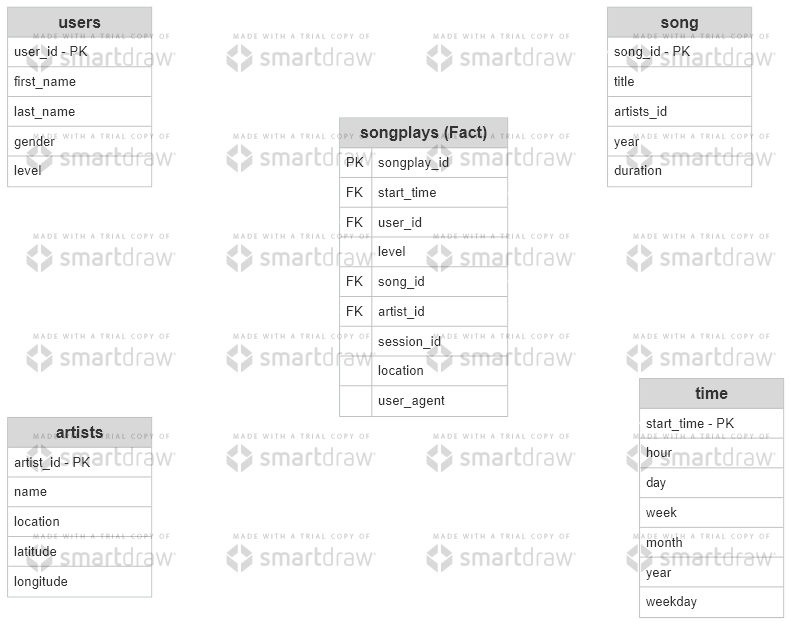 users
user_id - PK
first_name
last_name
gender
level
song
song_id - PK
title
artists_id
year
duration
songplays (Fact)
PK songplay_id
FK start_time
FK user_id
level
FK song_id
FK artist_id
session_id
location
user_agent
artists
artist_id - PK
name
location
latitude
longitude
time
start_time - PK
hour
day
week
month
year
weekday
MADE WITH A TRIAL COPY OF
smartdraw